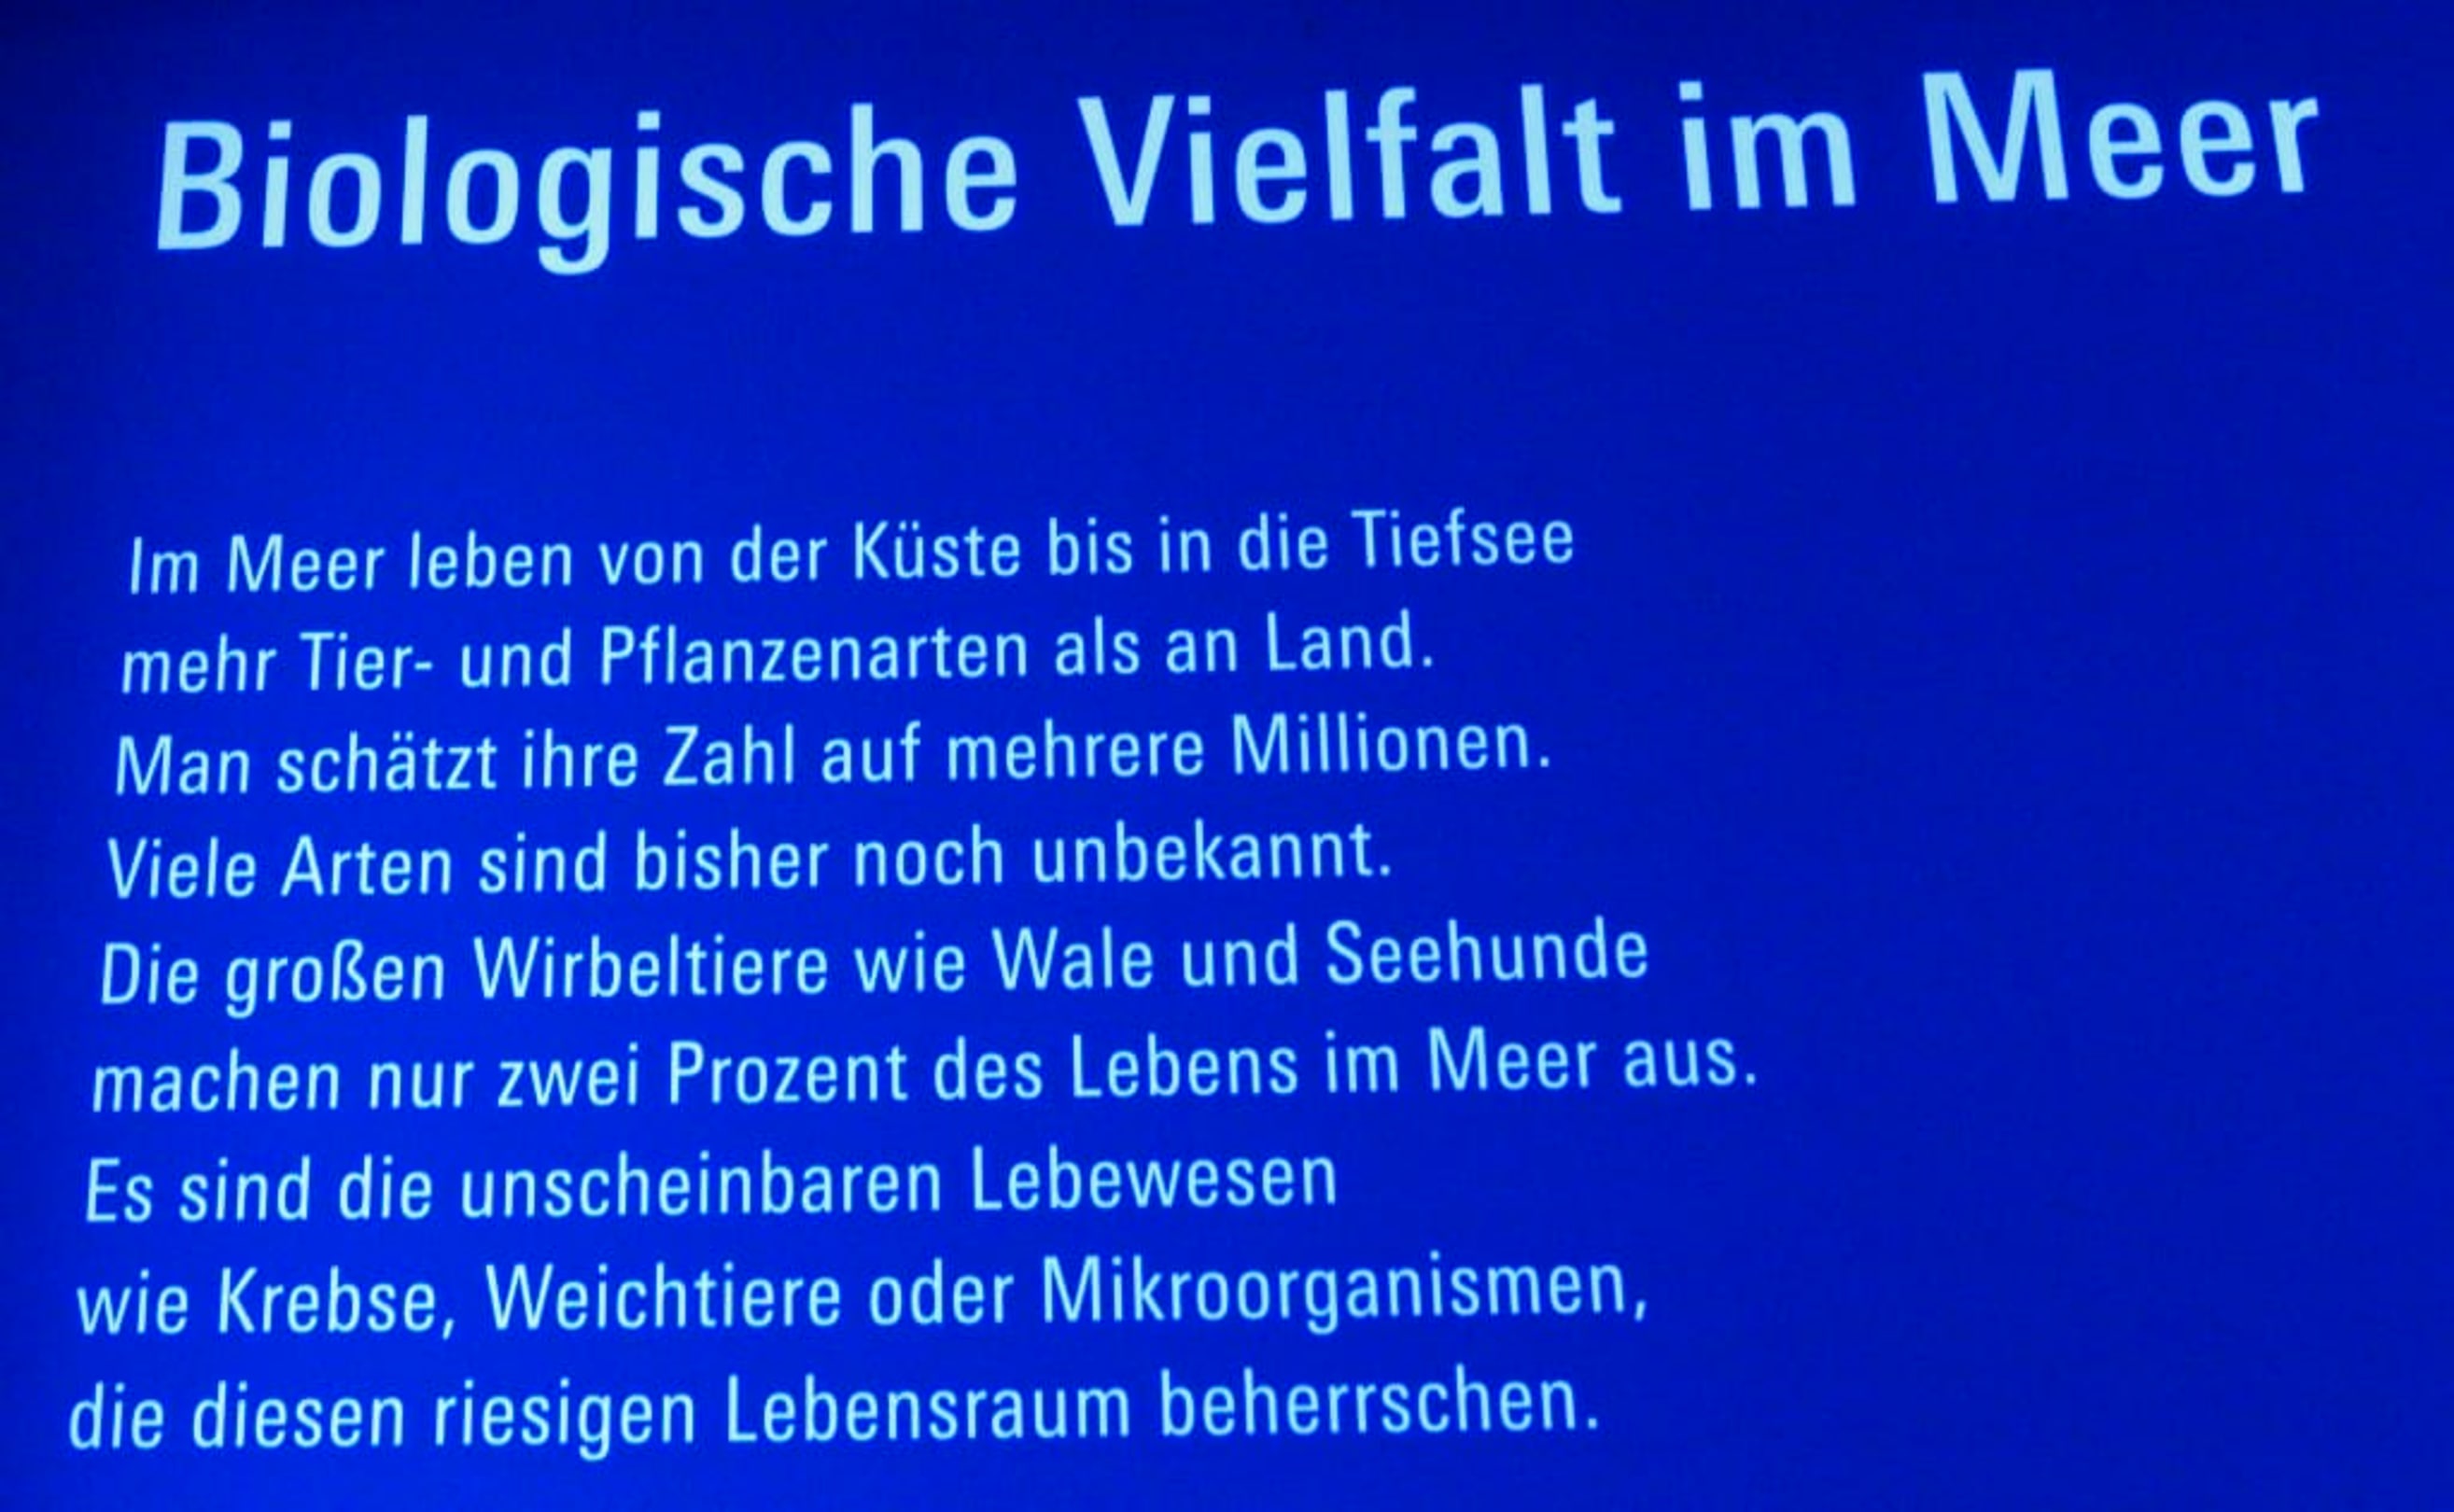 Biologische Vielfalt im Meer
Im Meer leben von der Küste bis in die Tiefsee
mehr Tier- und Pflanzenarten als an Land.
Man schätzt ihre Zahl auf mehrere Millionen.
Viele Arten sind bisher noch unbekannt.
Die großen Wirbeltiere wie Wale und Seehunde
machen nur zwei Prozent des Lebens im Meer aus.
Es sind die unscheinbaren Lebewesen
wie Krebse, Weichtiere oder Mikroorganismen,
die diesen riesigen Lebensraum beherrschen.